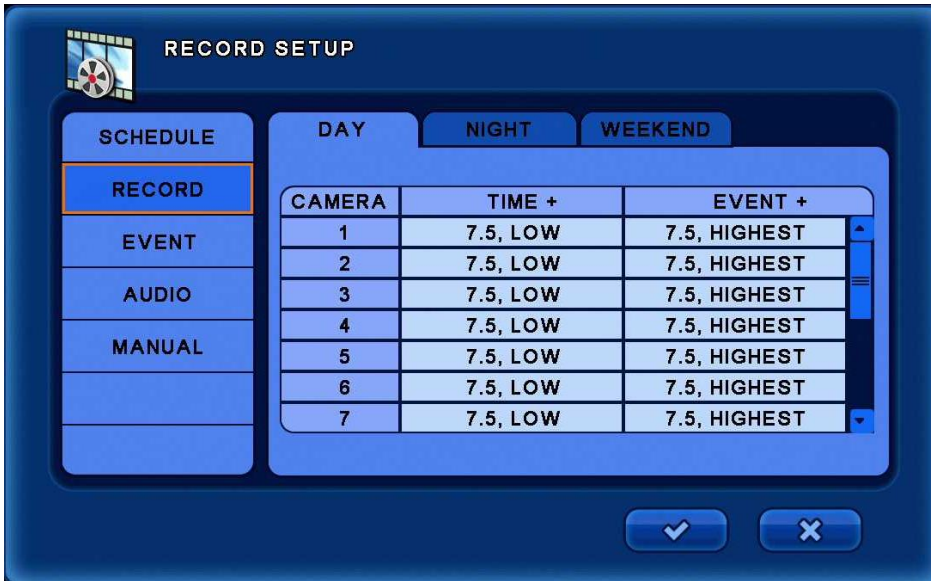 RECORD SETUP
SCHEDULE
RECORD
EVENT
AUDIO
MANUAL
DAY NIGHT WEEKEND
CAMERA TIME + EVENT +
1 7.5, LOW 7.5, HIGHEST
2 7.5, LOW 7.5, HIGHEST
3 7.5, LOW 7.5, HIGHEST
4 7.5, LOW 7.5, HIGHEST
5 7.5, LOW 7.5, HIGHEST
6 7.5, LOW 7.5, HIGHEST
7 7.5, LOW 7.5, HIGHEST